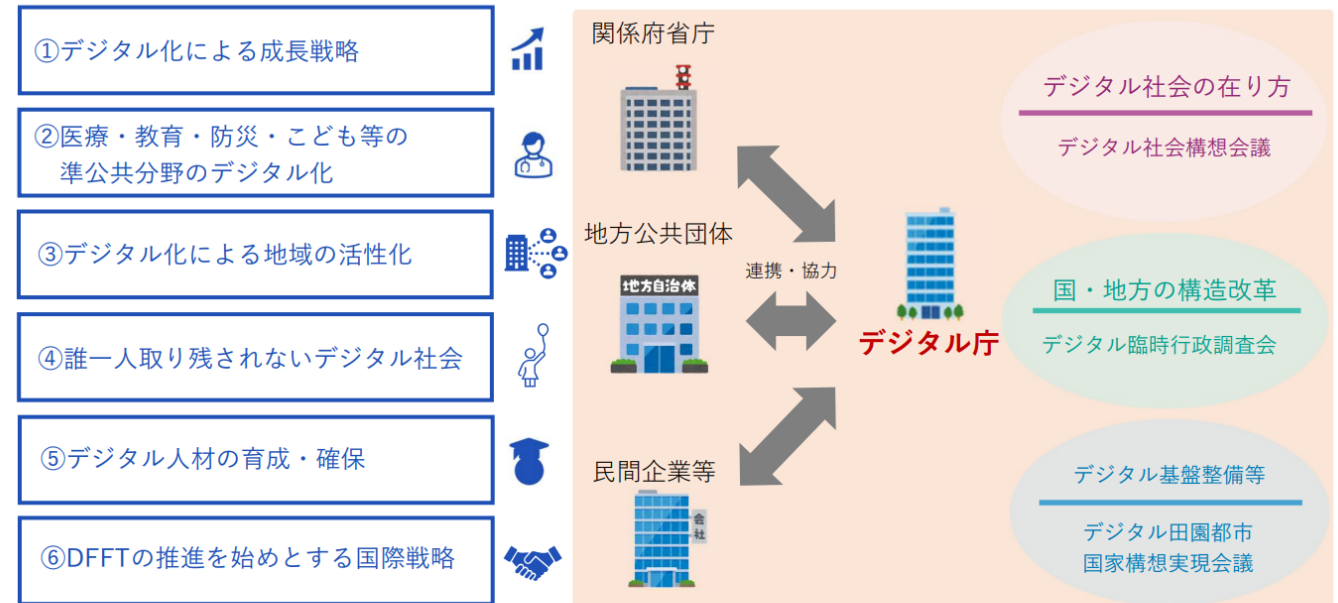 ①デジタル化による成長戦略
②医療・教育・防災・こども等の
準公共分野のデジタル化
③デジタル化による地域の活性化
④誰一人取り残されないデジタル社会
⑤デジタル人材の育成・確保
⑥DFFTの推進を始めとする国際戦略
関係府省庁
地方公共団体
地方自治体
民間企業等
会社
連携・協力
デジタル庁
デジタル社会の在り方
デジタル社会構想会議
国・地方の構造改革
デジタル臨時行政調査会
デジタル基盤整備等
デジタル田園都市
国家構想実現会議